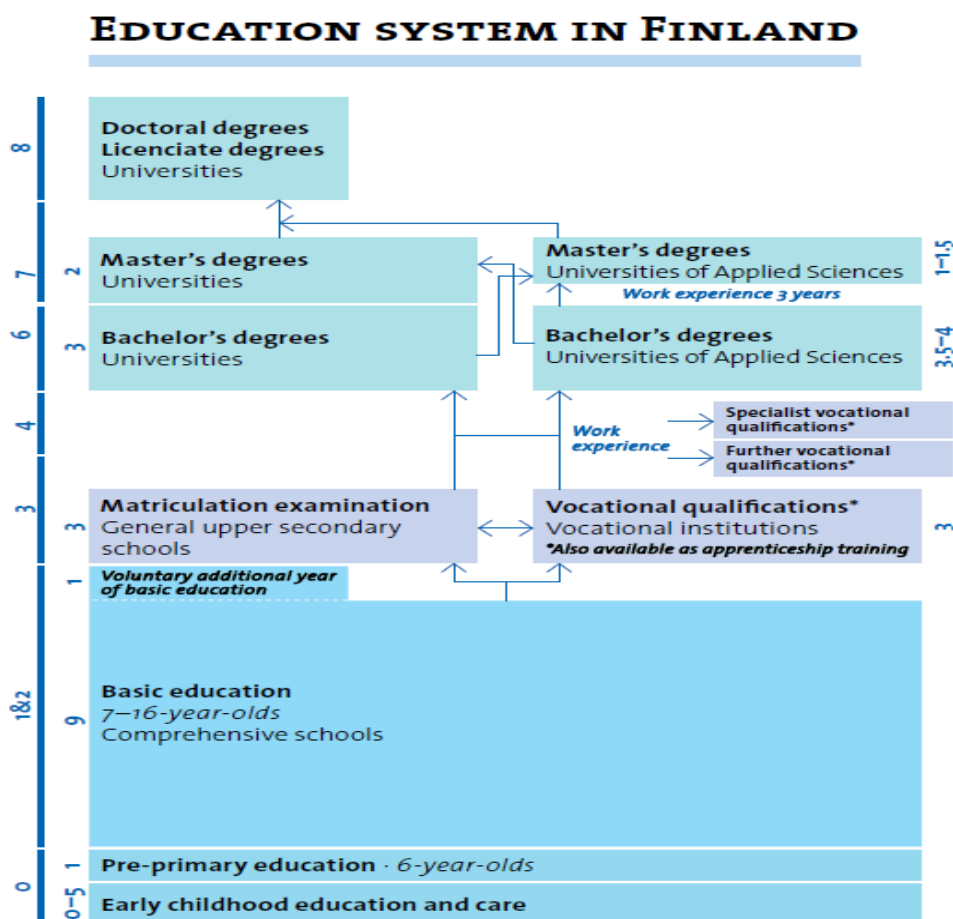 EDUCATION SYSTEM IN FINLAND
8
Doctoral degrees
Licenciate degrees
Universities
7
2
Master's degrees
Universities
Master's degrees
Universities of Applied Sciences
1–1.5
Work experience 3 years
6
3
Bachelor's degrees
Universities
Bachelor's degrees
Universities of Applied Sciences
3.5–4
4
Work
experience
Specialist vocational
qualifications*
Further vocational
qualifications*
3
3
Matriculation examination
General upper secondary
schools
Vocational qualifications*
Vocational institutions
*Also available as apprenticeship training
3
1
Voluntary additional year
of basic education
1&2
9
Basic education
7–16-year-olds
Comprehensive schools
0
1
Pre-primary education · 6-year-olds
0–5
Early childhood education and care